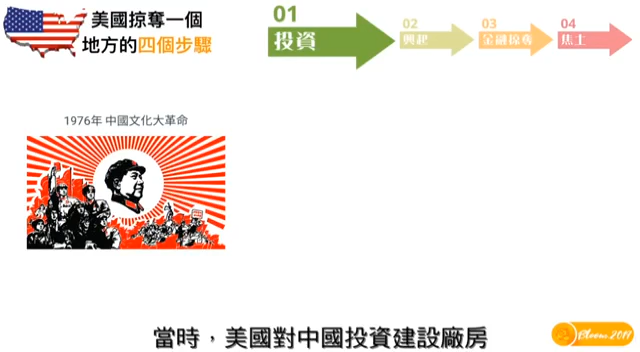 美國掠奪一個
地方的四個步驟
01
投資
02
興起
03
金融掠奪
04
焦土
1976年 中國文化大革命
當時，美國對中國投資建設廠房